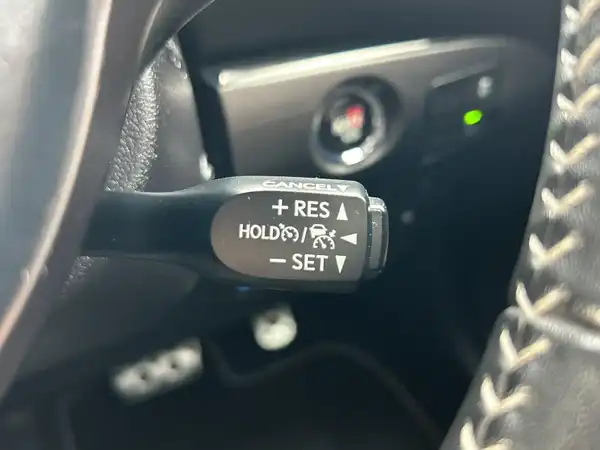 CANCEL▼
+ RES ▲
HOLD / ◄
− SET ▼